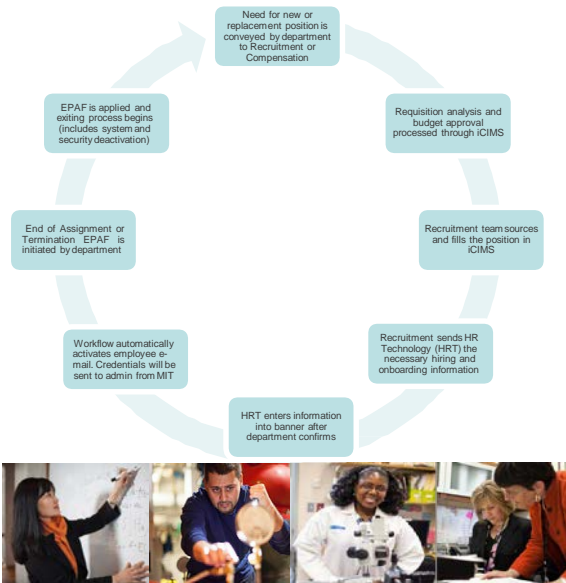 Need for new or
replacement position is
conveyed by department
to Recruitment or
Compensation
Requisition analysis and
budget approval
processed through iCIMS
Recruitment team sources
and fills the position in
iCIMS
Recruitment sends HR
Technology (HRT) the
necessary hiring and
onboarding information
HRT enters information
into banner after
department confirms
Workflow automatically
activates employee e-
mail. Credentials will be
sent to admin from MIT
End of Assignment or
Termination EPAF is
initiated by department
EPAF is applied and
exiting process begins
(includes system and
security deactivation)